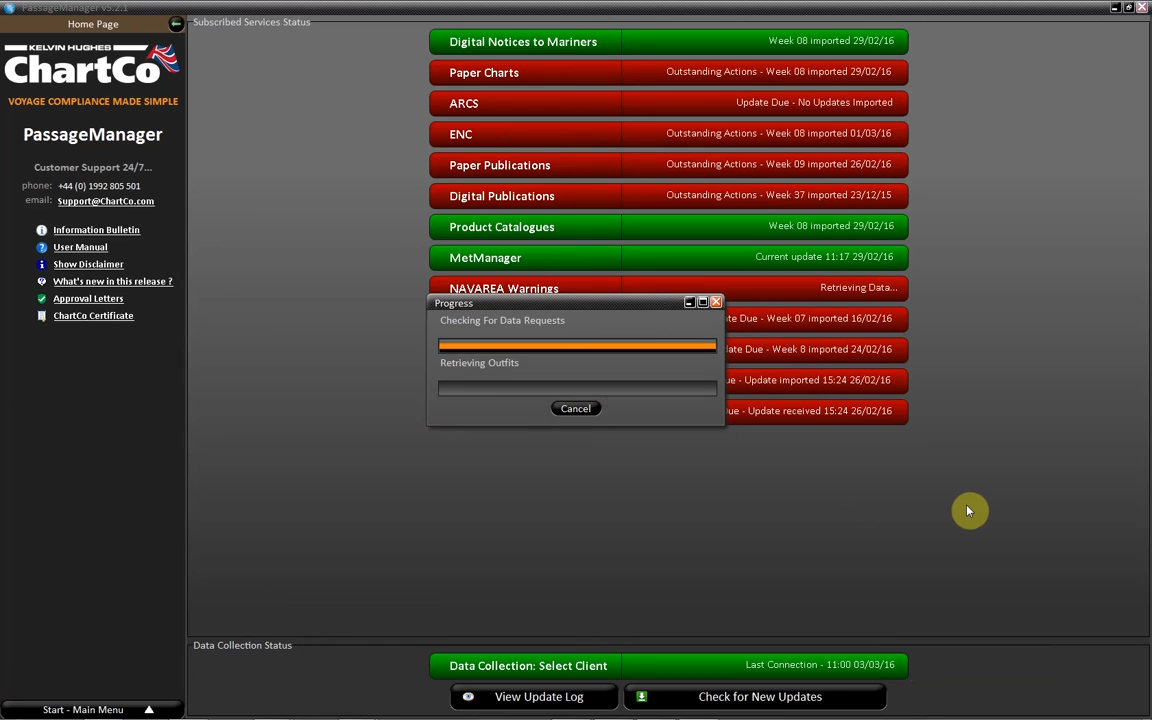 PassageManager v5.2.1
Home Page
KELVIN HUGHES
ChartCo
VOYAGE COMPLIANCE MADE SIMPLE
PassageManager
Customer Support 24/7...
phone: +44 (0) 1992 805 501
email: Support@ChartCo.com
Information Bulletin
User Manual
Show Disclaimer
What's new in this release ?
Approval Letters
ChartCo Certificate
Start - Main Menu
Subscribed Services Status
Digital Notices to Mariners Week 08 imported 29/02/16
Paper Charts Outstanding Actions - Week 08 imported 29/02/16
ARCS Update Due - No Updates Imported
ENC Outstanding Actions - Week 08 imported 01/03/16
Paper Publications Outstanding Actions - Week 09 imported 26/02/16
Digital Publications Outstanding Actions - Week 37 imported 23/12/15
Product Catalogues Week 08 imported 29/02/16
MetManager Current update 11:17 29/02/16
NAVAREA Warnings Retrieving Data...
Progress
Checking For Data Requests
Retrieving Outfits
Cancel
Due - Week 07 imported 16/02/16
Due - Week 8 imported 24/02/16
- Update imported 15:24 26/02/16
- Update received 15:24 26/02/16
Data Collection Status
Data Collection: Select Client Last Connection - 11:00 03/03/16
View Update Log
Check for New Updates